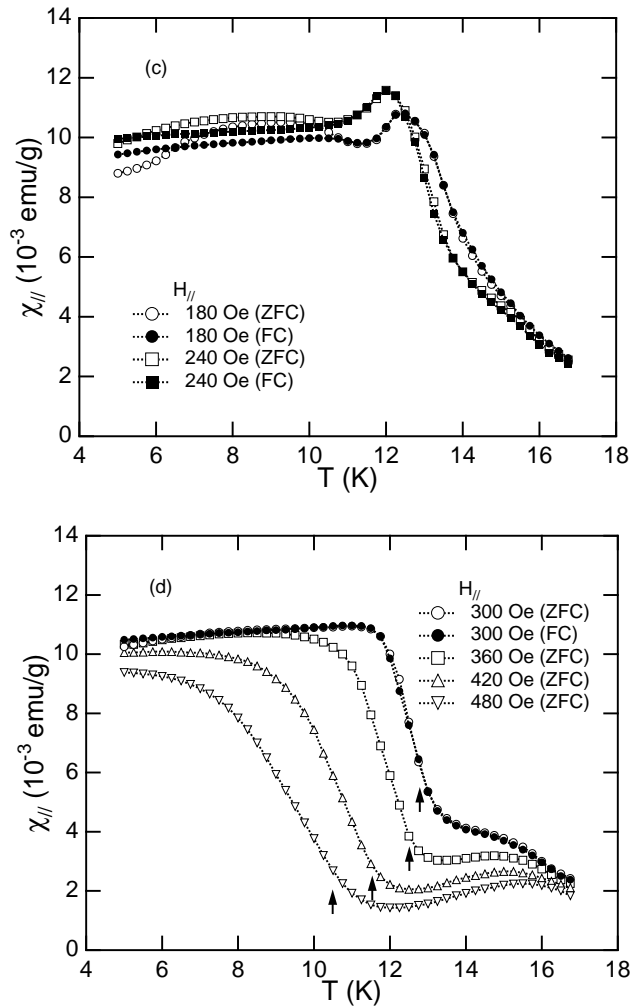 14
12
10
8
6
4
2
0
(c)
χ// (10-3 emu/g)
H//
180 Oe (ZFC)
180 Oe (FC)
240 Oe (ZFC)
240 Oe (FC)
4 6 8 10 12 14 16 18
T (K)
14
12
10
8
6
4
2
0
(d)
χ// (10-3 emu/g)
H//
300 Oe (ZFC)
300 Oe (FC)
360 Oe (ZFC)
420 Oe (ZFC)
480 Oe (ZFC)
4 6 8 10 12 14 16 18
T (K)